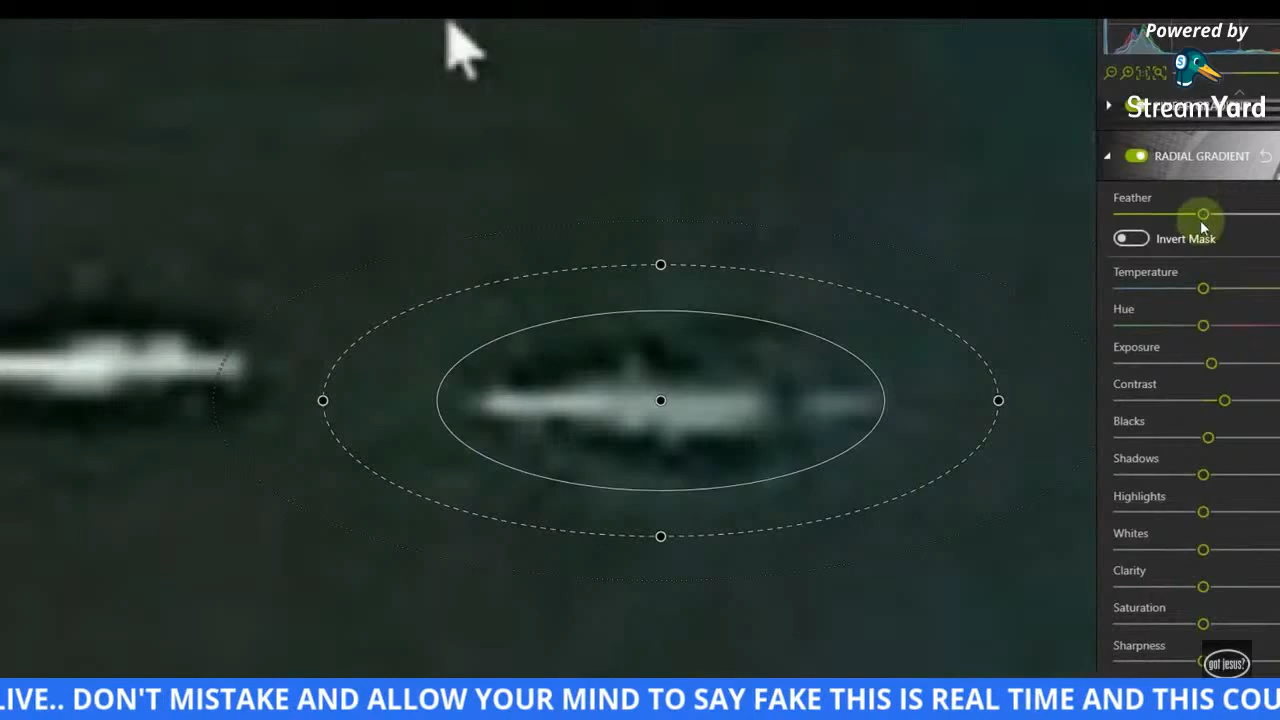 Powered by
StreamYard
RADIAL GRADIENT
Feather
Invert Mask
Temperature
Hue
Exposure
Contrast
Blacks
Shadows
Highlights
Whites
Clarity
Saturation
Sharpness
got Jesus?
LIVE.. DON'T MISTAKE AND ALLOW YOUR MIND TO SAY FAKE THIS IS REAL TIME AND THIS COU